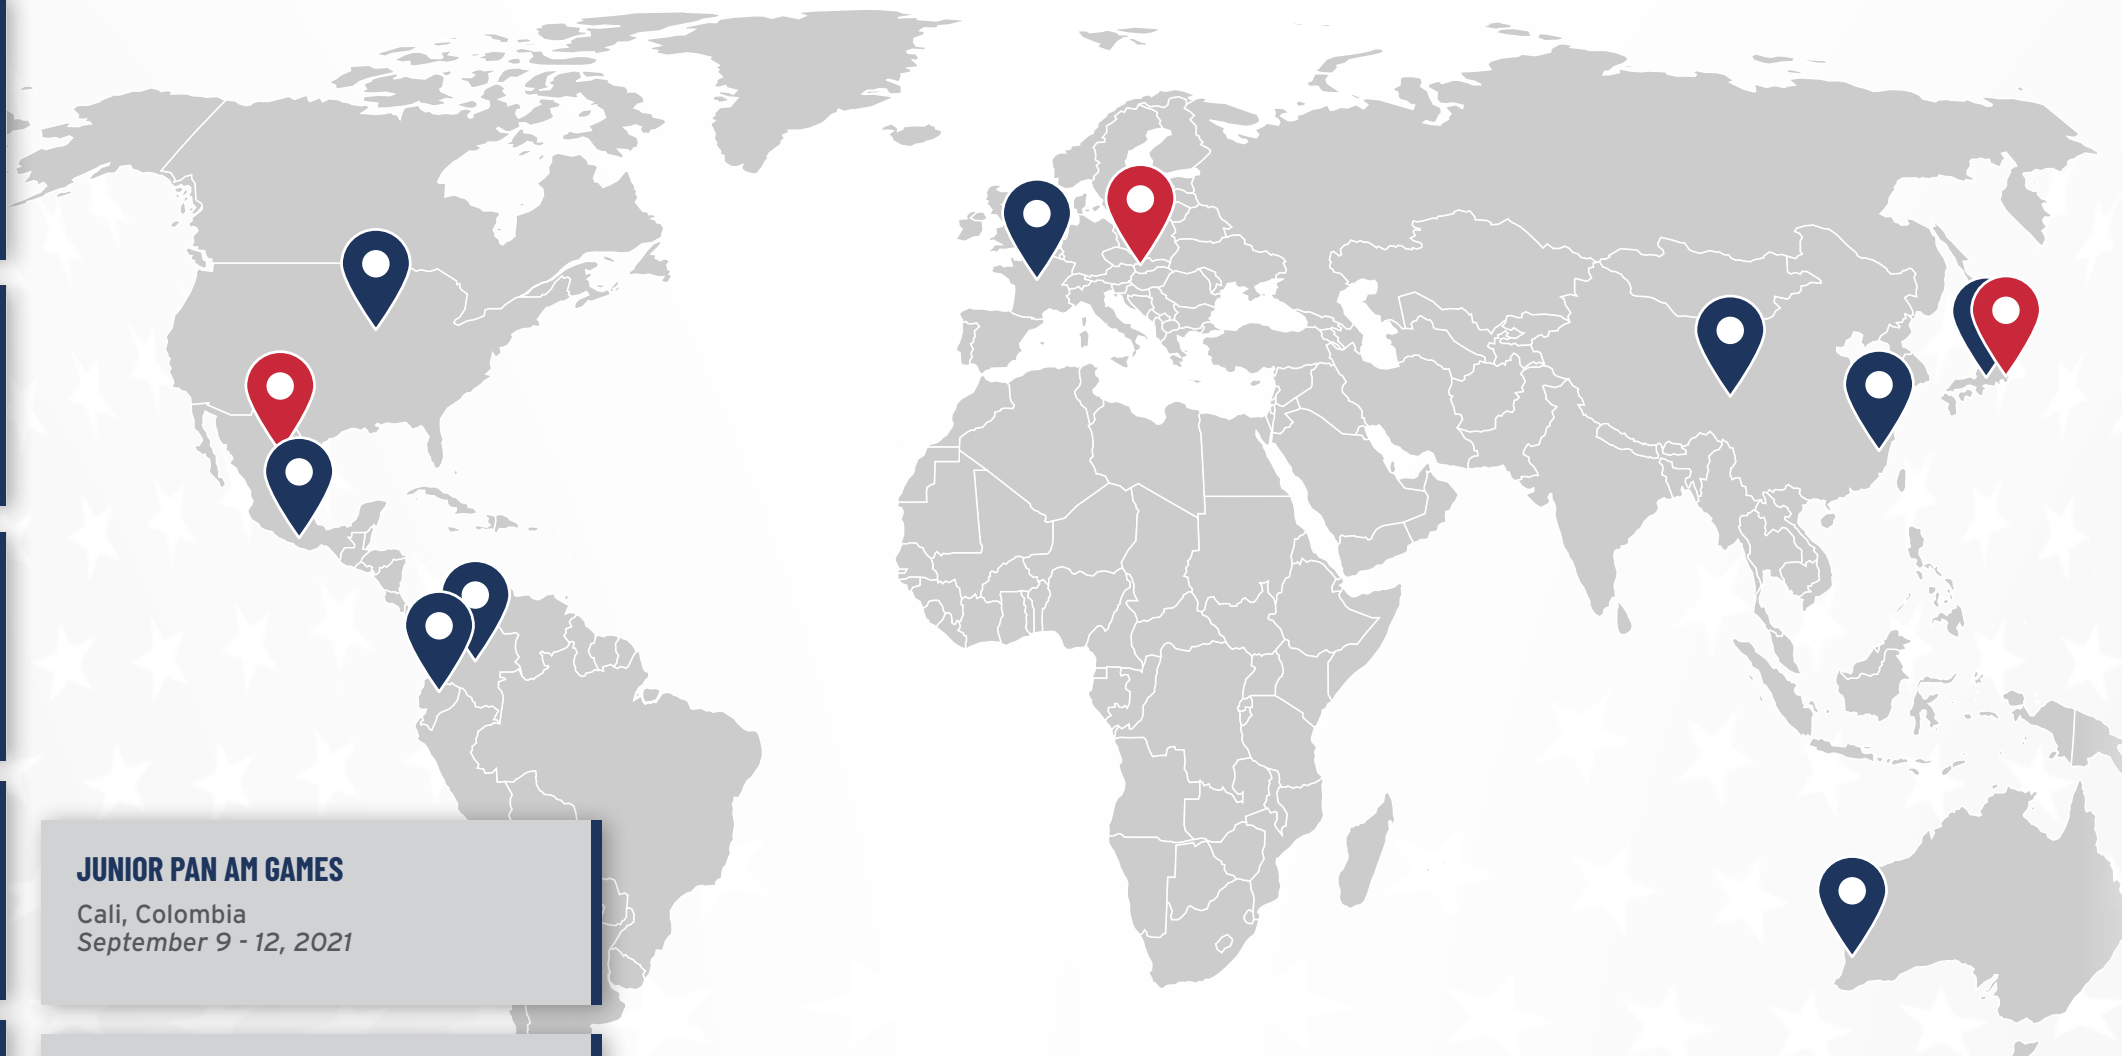 JUNIOR PAN AM GAMES
Cali, Colombia
September 9 - 12, 2021